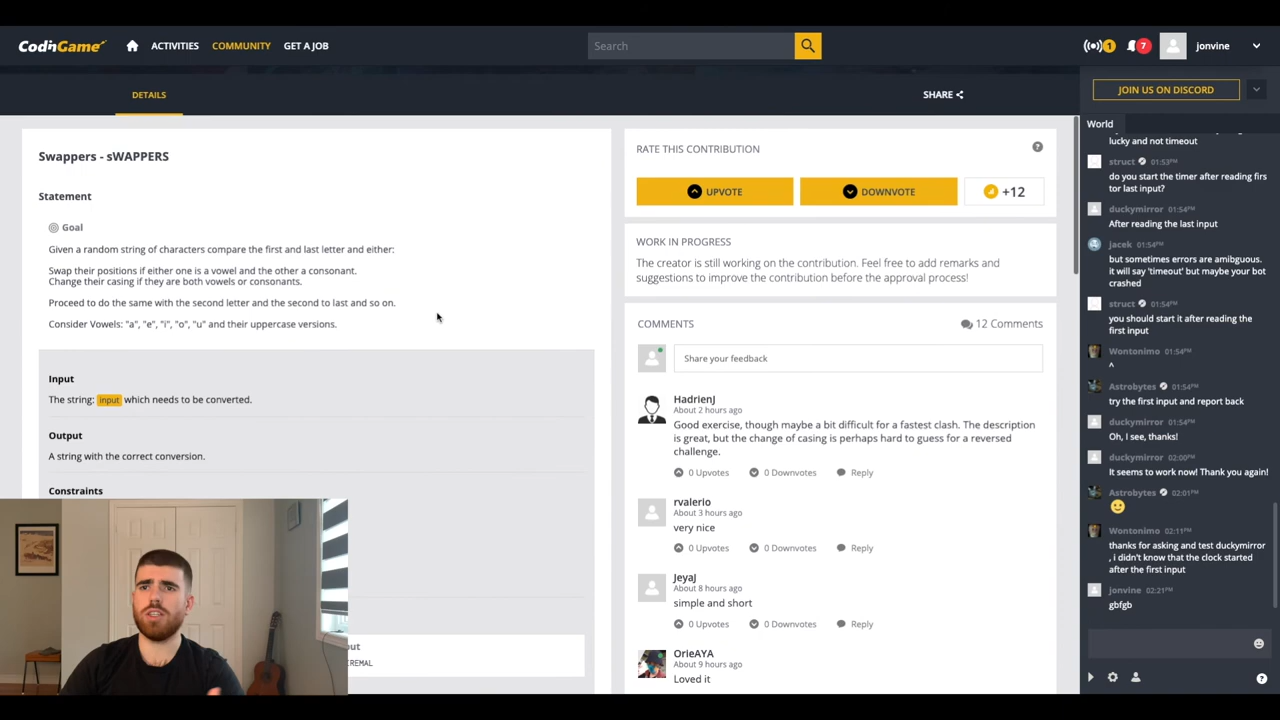 CodinGame
ACTIVITIES
COMMUNITY
GET A JOB
Search
1
7
jonvine
DETAILS
SHARE
JOIN US ON DISCORD
World
Swappers - sWAPPERS
Statement
Goal
Given a random string of characters compare the first and last letter and either:
Swap their positions if either one is a vowel and the other a consonant.
Change their casing if they are both vowels or consonants.
Proceed to do the same with the second letter and the second to last and so on.
Consider Vowels: "a", "e", "i", "o", "u" and their uppercase versions.
Input
The string: input which needs to be converted.
Output
A string with the correct conversion.
Constraints
REMAL
RATE THIS CONTRIBUTION
?
UPVOTE
DOWNVOTE
+12
WORK IN PROGRESS
The creator is still working on the contribution. Feel free to add remarks and
suggestions to improve the contribution before the approval process!
COMMENTS
12 Comments
Share your feedback
HadrienJ
About 2 hours ago
Good exercise, though maybe a bit difficult for a fastest clash. The description
is great, but the change of casing is perhaps hard to guess for a reversed
challenge.
0 Upvotes
0 Downvotes
Reply
rvalerio
About 3 hours ago
very nice
0 Upvotes
0 Downvotes
Reply
JeyaJ
About 8 hours ago
simple and short
0 Upvotes
0 Downvotes
Reply
OrieAYA
About 9 hours ago
Loved it
lucky and not timeout
struct 01:53PM
do you start the timer after reading firs
tor last input?
duckymirror 01:54PM
After reading the last input
jacek 01:54PM
but sometimes errors are amibguous.
it will say 'timeout' but maybe your bot
crashed
struct 01:54PM
you should start it after reading the
first input
Wontonimo 01:54PM
^
Astrobytes 01:54PM
try the first input and report back
duckymirror 01:54PM
Oh, I see, thanks!
duckymirror 02:00PM
It seems to work now! Thank you again!
Astrobytes 02:01PM
Wontonimo 02:11PM
thanks for asking and test duckymirror
, i didn't know that the clock started
after the first input
jonvine 02:21PM
gbfgb
?